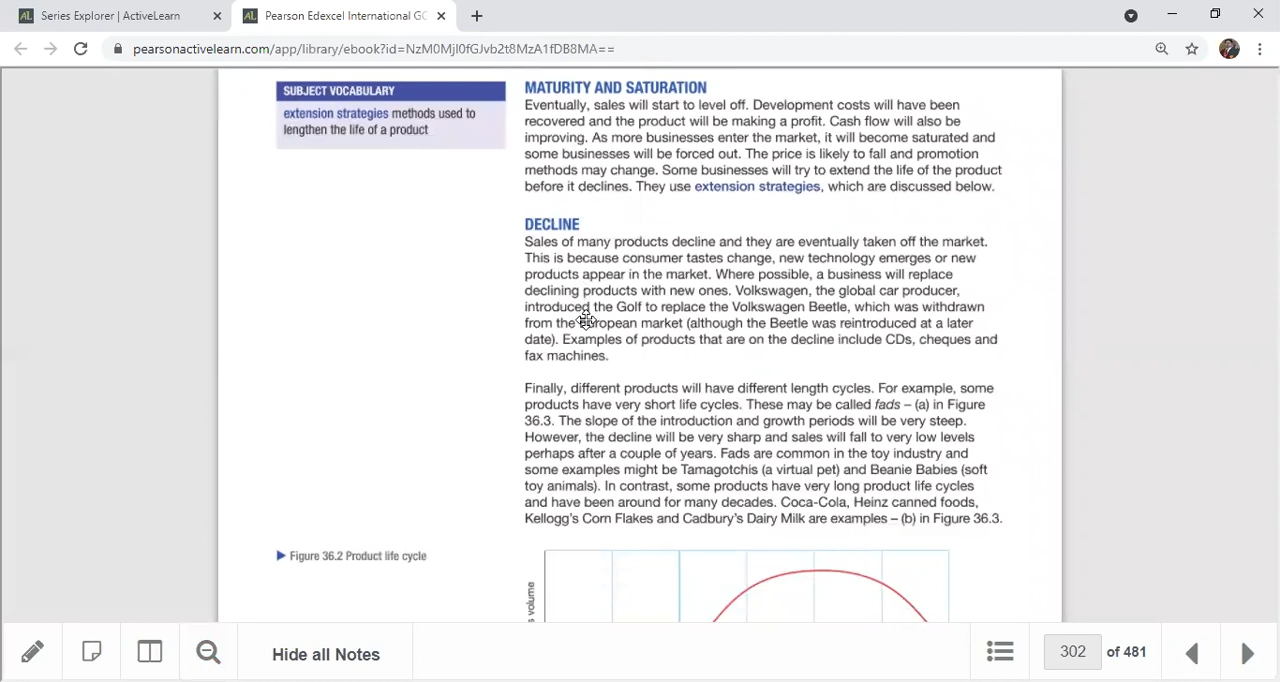 Series Explorer | ActiveLearn
Pearson Edexcel International GC
pearsonactivelearn.com/app/library/ebook?id=NzM0MjI0fGJvb2t8MzA1fDB8MA==
SUBJECT VOCABULARY
extension strategies methods used to
lengthen the life of a product
MATURITY AND SATURATION
Eventually, sales will start to level off. Development costs will have been
recovered and the product will be making a profit. Cash flow will also be
improving. As more businesses enter the market, it will become saturated and
some businesses will be forced out. The price is likely to fall and promotion
methods may change. Some businesses will try to extend the life of the product
before it declines. They use extension strategies, which are discussed below.
DECLINE
Sales of many products decline and they are eventually taken off the market.
This is because consumer tastes change, new technology emerges or new
products appear in the market. Where possible, a business will replace
declining products with new ones. Volkswagen, the global car producer,
introduced the Golf to replace the Volkswagen Beetle, which was withdrawn
from the European market (although the Beetle was reintroduced at a later
date). Examples of products that are on the decline include CDs, cheques and
fax machines.
Finally, different products will have different length cycles. For example, some
products have very short life cycles. These may be called fads – (a) in Figure
36.3. The slope of the introduction and growth periods will be very steep.
However, the decline will be very sharp and sales will fall to very low levels
perhaps after a couple of years. Fads are common in the toy industry and
some examples might be Tamagotchis (a virtual pet) and Beanie Babies (soft
toy animals). In contrast, some products have very long product life cycles
and have been around for many decades. Coca-Cola, Heinz canned foods,
Kellogg's Corn Flakes and Cadbury's Dairy Milk are examples – (b) in Figure 36.3.
Figure 36.2 Product life cycle
s volume
Hide all Notes
302 of 481